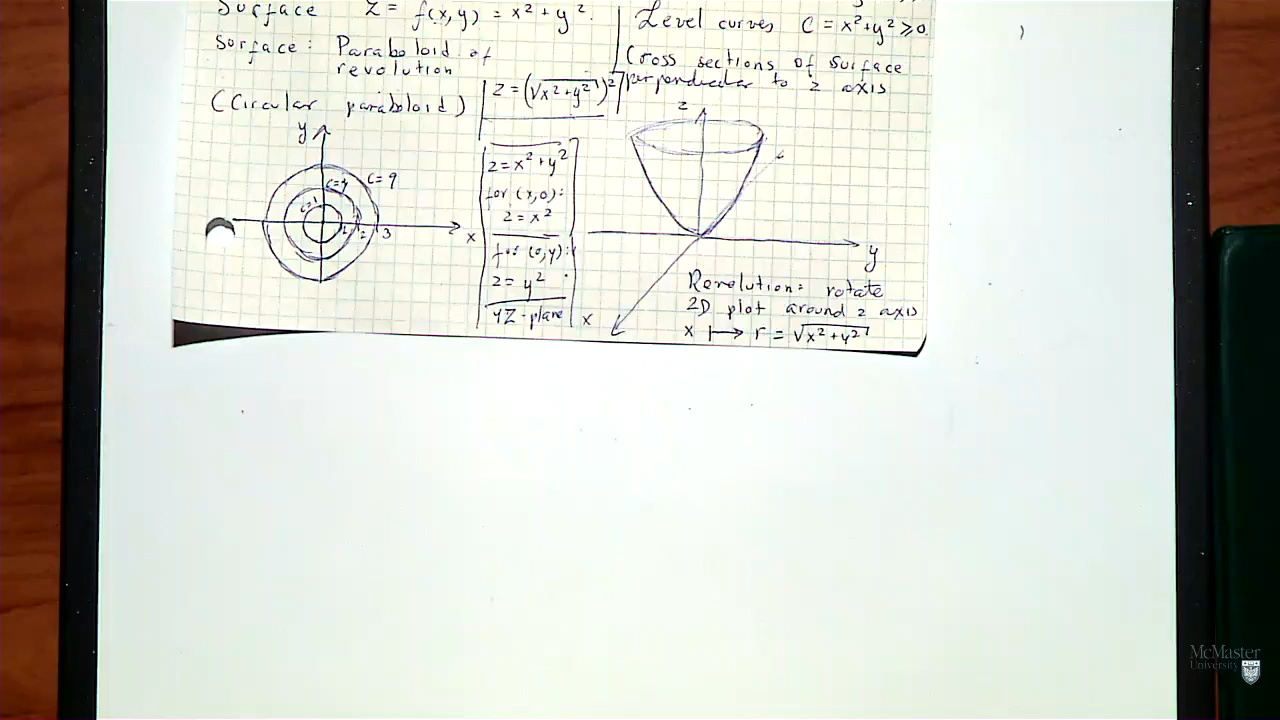 Surface z = f(x,y) = x² + y².
Surface: Paraboloid of
revolution
(Circular paraboloid)
z = (√x²+y²)²
Level curves C = x²+y² ⩾ 0.
Cross sections of surface
perpendicular to z axis
y
C=9
C=4
C=1
1 2 3
x
z = x² + y²
for (x,0):
z = x²
for (0,y):
z = y²
YZ-plane
z
y
x
Revolution: rotate
2D plot around z axis
x ↦ r = √x²+y²
McMaster
University